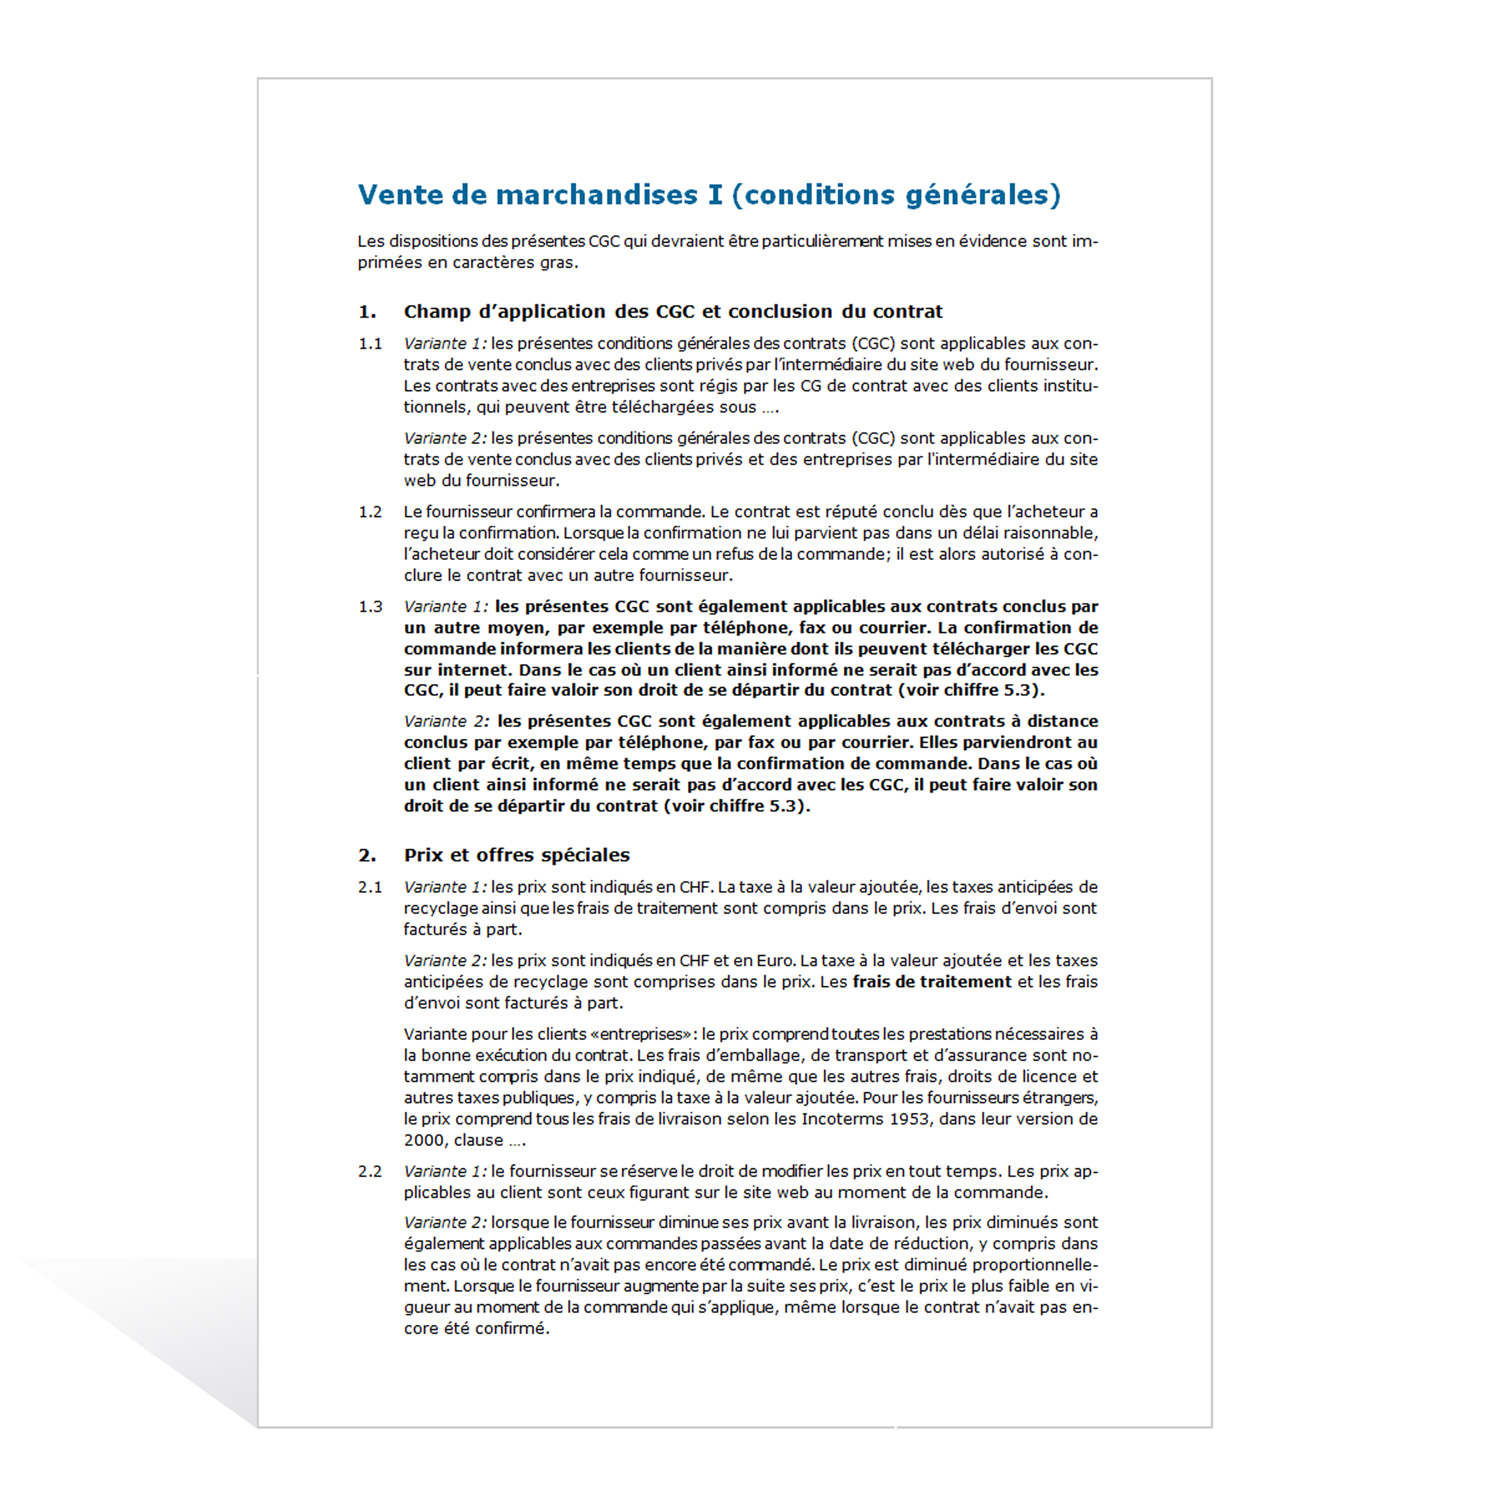 Vente de marchandises I (conditions générales)
Les dispositions des présentes CGC qui devraient être particulièrement mises en évidence sont im-
primées en caractères gras.
1. Champ d’application des CGC et conclusion du contrat
1.1 Variante 1: les présentes conditions générales des contrats (CGC) sont applicables aux con-
trats de vente conclus avec des clients privés par l’intermédiaire du site web du fournisseur.
Les contrats avec des entreprises sont régis par les CG de contrat avec des clients institu-
tionnels, qui peuvent être téléchargées sous ….
Variante 2: les présentes conditions générales des contrats (CGC) sont applicables aux con-
trats de vente conclus avec des clients privés et des entreprises par l'intermédiaire du site
web du fournisseur.
1.2 Le fournisseur confirmera la commande. Le contrat est réputé conclu dès que l’acheteur a
reçu la confirmation. Lorsque la confirmation ne lui parvient pas dans un délai raisonnable,
l’acheteur doit considérer cela comme un refus de la commande; il est alors autorisé à con-
clure le contrat avec un autre fournisseur.
1.3 Variante 1: les présentes CGC sont également applicables aux contrats conclus par
un autre moyen, par exemple par téléphone, fax ou courrier. La confirmation de
commande informera les clients de la manière dont ils peuvent télécharger les CGC
sur internet. Dans le cas où un client ainsi informé ne serait pas d’accord avec les
CGC, il peut faire valoir son droit de se départir du contrat (voir chiffre 5.3).
Variante 2: les présentes CGC sont également applicables aux contrats à distance
conclus par exemple par téléphone, par fax ou par courrier. Elles parviendront au
client par écrit, en même temps que la confirmation de commande. Dans le cas où
un client ainsi informé ne serait pas d’accord avec les CGC, il peut faire valoir son
droit de se départir du contrat (voir chiffre 5.3).
2. Prix et offres spéciales
2.1 Variante 1: les prix sont indiqués en CHF. La taxe à la valeur ajoutée, les taxes anticipées de
recyclage ainsi que les frais de traitement sont compris dans le prix. Les frais d’envoi sont
facturés à part.
Variante 2: les prix sont indiqués en CHF et en Euro. La taxe à la valeur ajoutée et les taxes
anticipées de recyclage sont comprises dans le prix. Les frais de traitement et les frais
d’envoi sont facturés à part.
Variante pour les clients «entreprises»: le prix comprend toutes les prestations nécessaires à
la bonne exécution du contrat. Les frais d’emballage, de transport et d’assurance sont no-
tamment compris dans le prix indiqué, de même que les autres frais, droits de licence et
autres taxes publiques, y compris la taxe à la valeur ajoutée. Pour les fournisseurs étrangers,
le prix comprend tous les frais de livraison selon les Incoterms 1953, dans leur version de
2000, clause ….
2.2 Variante 1: le fournisseur se réserve le droit de modifier les prix en tout temps. Les prix ap-
plicables au client sont ceux figurant sur le site web au moment de la commande.
Variante 2: lorsque le fournisseur diminue ses prix avant la livraison, les prix diminués sont
également applicables aux commandes passées avant la date de réduction, y compris dans
les cas où le contrat n’avait pas encore été commandé. Le prix est diminué proportionnelle-
ment. Lorsque le fournisseur augmente par la suite ses prix, c’est le prix le plus faible en vi-
gueur au moment de la commande qui s’applique, même lorsque le contrat n’avait pas en-
core été confirmé.